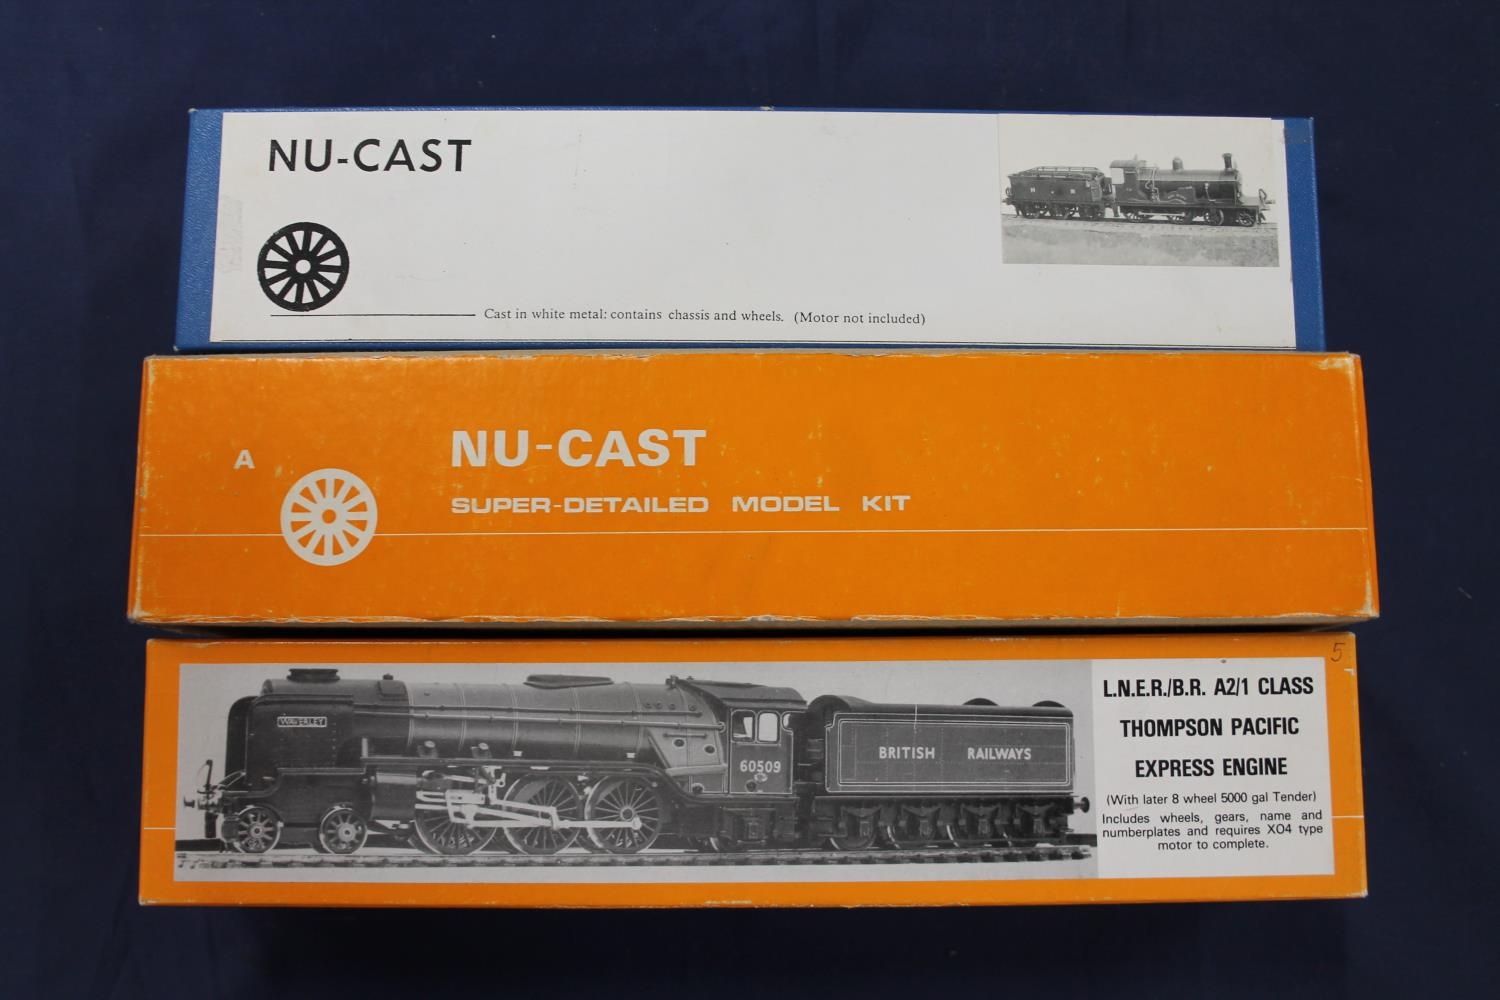 NU-CAST
Cast in white metal: contains chassis and wheels. (Motor not included)
A
NU-CAST
SUPER-DETAILED MODEL KIT
5
WAVERLEY
60509
BRITISH RAILWAYS
L.N.E.R./B.R. A2/1 CLASS
THOMPSON PACIFIC
EXPRESS ENGINE
(With later 8 wheel 5000 gal Tender)
Includes wheels, gears, name and
numberplates and requires XO4 type
motor to complete.